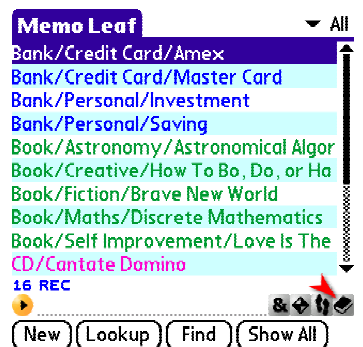 Memo Leaf
All
Bank/Credit Card/Amex
Bank/Credit Card/Master Card
Bank/Personal/Investment
Bank/Personal/Saving
Book/Astronomy/Astronomical Algor
Book/Creative/How To Bo, Do, or Ha
Book/Fiction/Brave New World
Book/Maths/Discrete Mathematics
Book/Self Improvement/Love Is The
CD/Cantate Domino
16 REC
&
New Lookup Find Show All